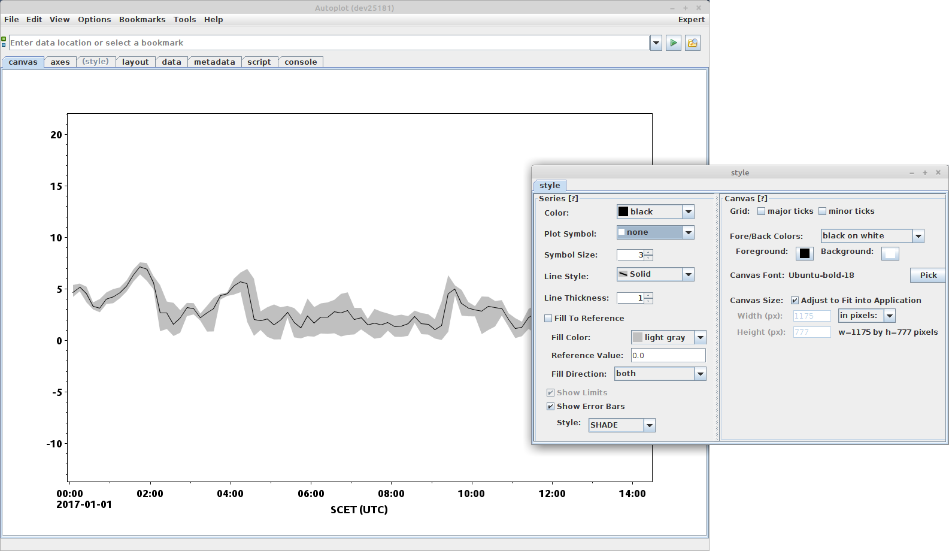 Autoplot (dev25181)
File Edit View Options Bookmarks Tools Help Expert
Enter data location or select a bookmark
canvas axes (style) layout data metadata script console
20
15
10
5
0
-5
-10
00:00 02:00 04:00 06:00 08:00 10:00 12:00 14:00
2017-01-01
SCET (UTC)
style
style
Series [?]
Color: black
Plot Symbol: none
Symbol Size: 3
Line Style: Solid
Line Thickness: 1
Fill To Reference
Fill Color: light gray
Reference Value: 0.0
Fill Direction: both
Show Limits
Show Error Bars
Style: SHADE
Canvas [?]
Grid: major ticks minor ticks
Fore/Back Colors: black on white
Foreground: Background:
Canvas Font: Ubuntu-bold-18 Pick
Canvas Size: Adjust to Fit into Application
Width (px): 1175 in pixels:
Height (px): 777 w=1175 by h=777 pixels